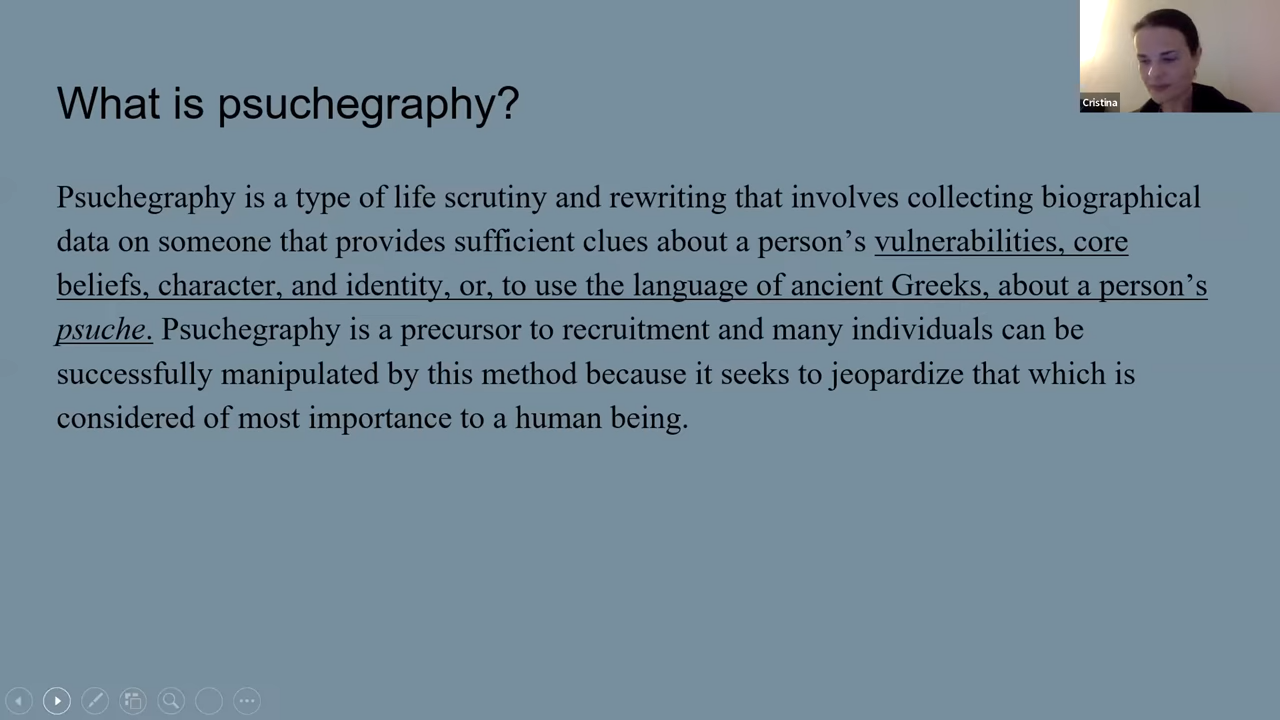 Cristina
What is psuchegraphy?
Psuchegraphy is a type of life scrutiny and rewriting that involves collecting biographical
data on someone that provides sufficient clues about a person’s vulnerabilities, core
beliefs, character, and identity, or, to use the language of ancient Greeks, about a person’s
psuche. Psuchegraphy is a precursor to recruitment and many individuals can be
successfully manipulated by this method because it seeks to jeopardize that which is
considered of most importance to a human being.